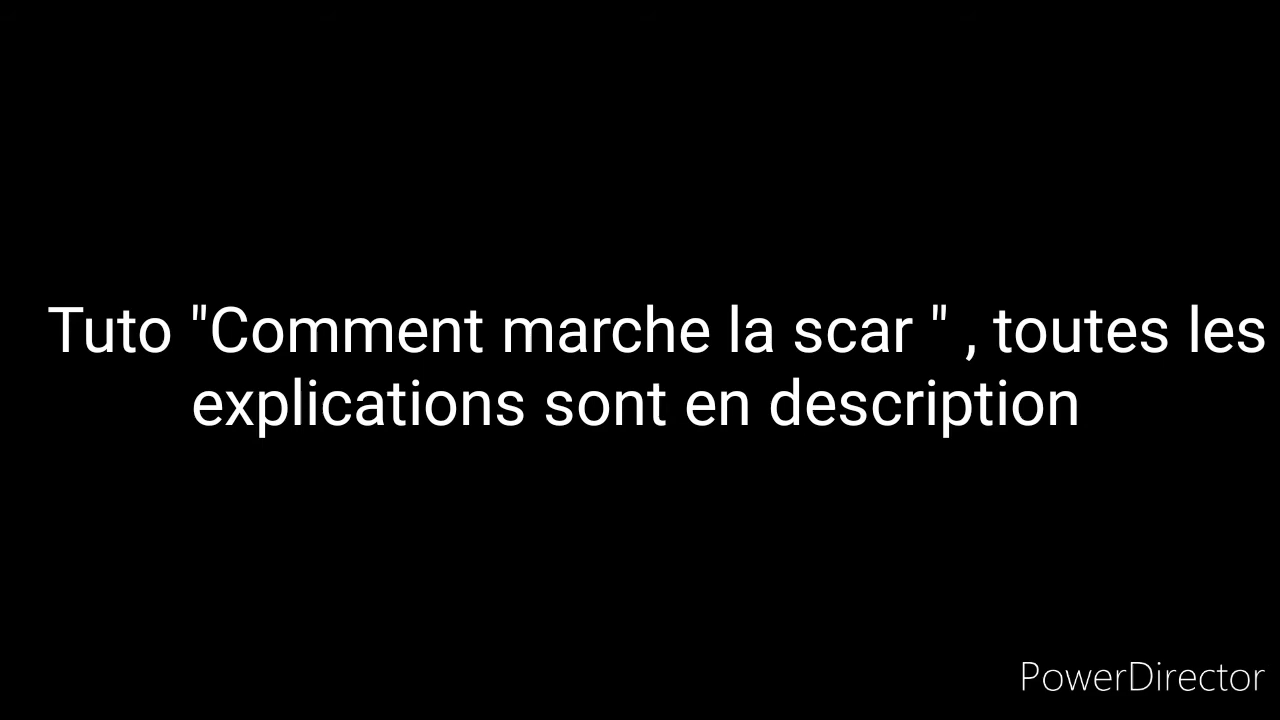 Tuto "Comment marche la scar " , toutes les
explications sont en description
PowerDirector